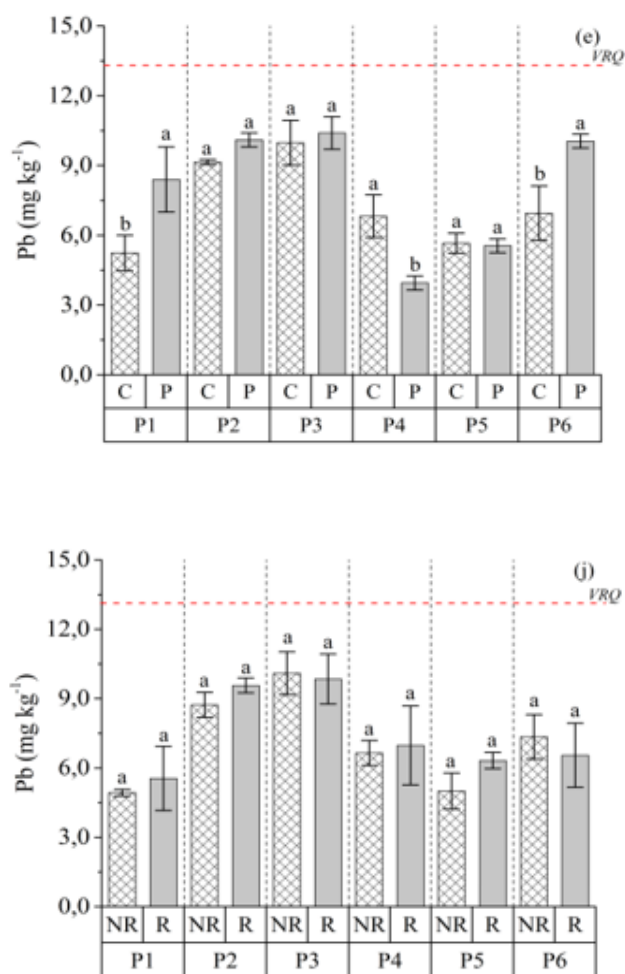 15,0
(e)
VRQ
12,0
9,0
6,0
3,0
0,0
Pb (mg kg⁻¹)
b a a a a a a b a a b a
C P C P C P C P C P C P
P1 P2 P3 P4 P5 P6
15,0
(j)
VRQ
12,0
9,0
6,0
3,0
0,0
Pb (mg kg⁻¹)
a a a a a a a a a a a a
NR R NR R NR R NR R NR R NR R
P1 P2 P3 P4 P5 P6